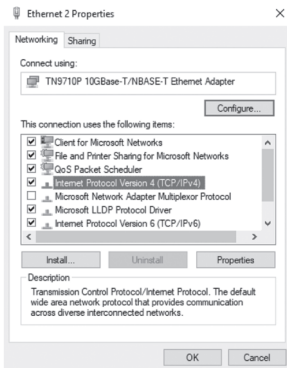 Ethernet 2 Properties
Networking
Sharing
Connect using:
TN9710P 10GBase-T/NBASE-T Ethernet Adapter
Configure...
This connection uses the following items:
Client for Microsoft Networks
File and Printer Sharing for Microsoft Networks
QoS Packet Scheduler
Internet Protocol Version 4 (TCP/IPv4)
Microsoft Network Adapter Multiplexor Protocol
Microsoft LLDP Protocol Driver
Internet Protocol Version 6 (TCP/IPv6)
Install...
Uninstall
Properties
Description
Transmission Control Protocol/Internet Protocol. The default
wide area network protocol that provides communication
across diverse interconnected networks.
OK
Cancel